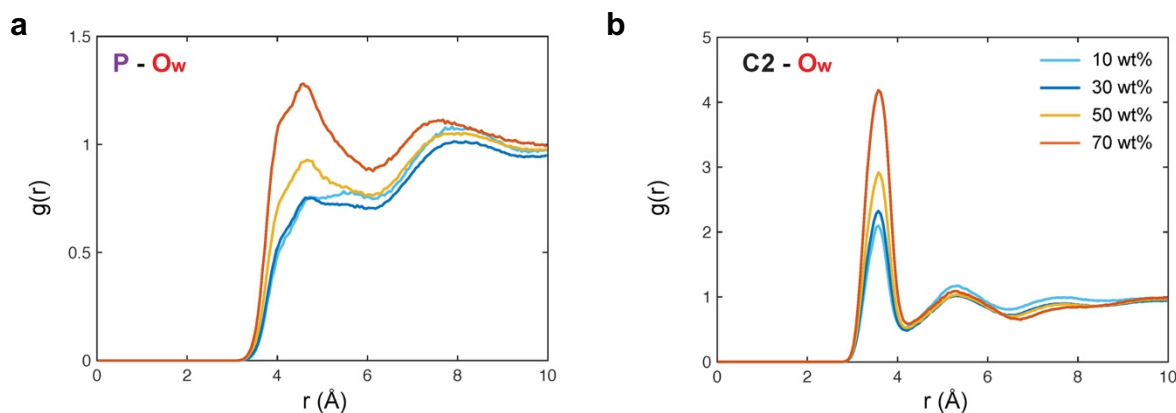 a
P - Ow
1.5
1
0.5
0
g(r)
0 2 4 6 8 10
r (Å)
b
C2 - Ow
10 wt%
30 wt%
50 wt%
70 wt%
5
4
3
2
1
0
g(r)
0 2 4 6 8 10
r (Å)